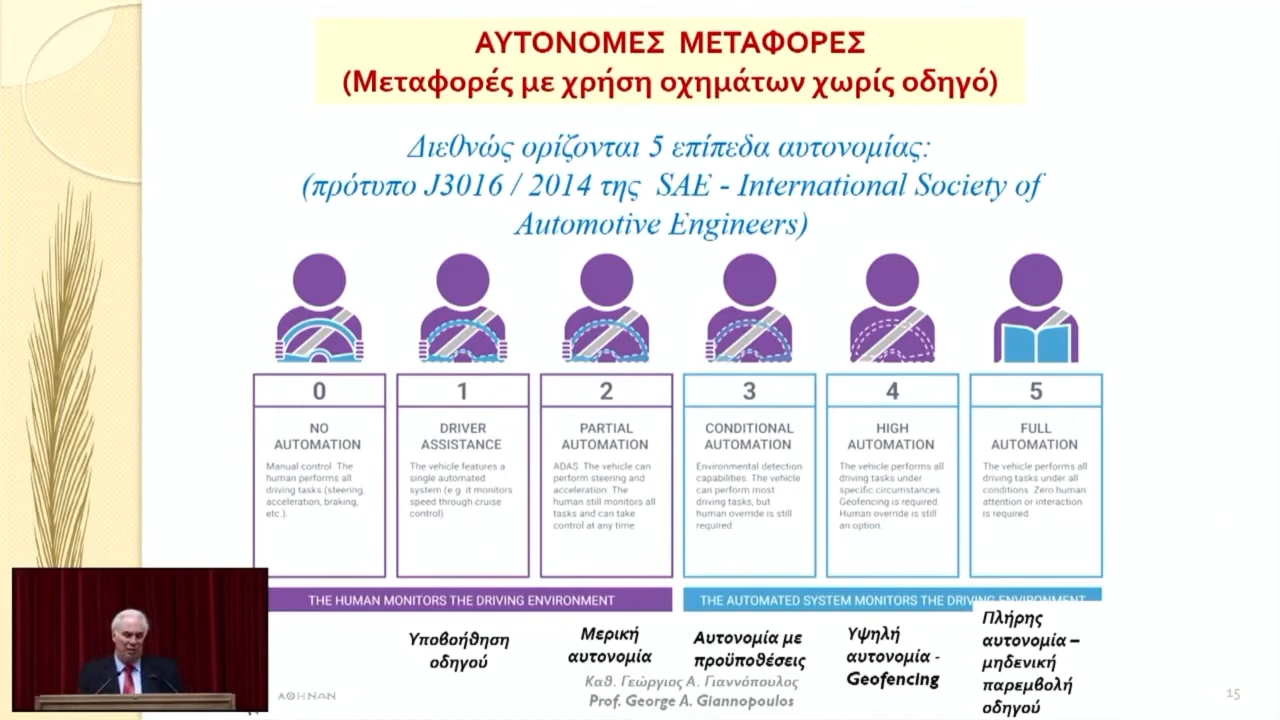 ΑΥΤΟΝΟΜΕΣ ΜΕΤΑΦΟΡΕΣ
(Μεταφορές με χρήση οχημάτων χωρίς οδηγό)
Διεθνώς ορίζονται 5 επίπεδα αυτονομίας:
(πρότυπο J3016 / 2014 της SAE - International Society of
Automotive Engineers)
0
NO
AUTOMATION
Manual control. The
human performs all
driving tasks (steering,
acceleration, braking,
etc.).
1
DRIVER
ASSISTANCE
The vehicle features a
single automated
system (e.g. it monitors
speed through cruise
control)
2
PARTIAL
AUTOMATION
ADAS. The vehicle can
perform steering and
acceleration. The
human still monitors all
tasks and can take
control at any time
3
CONDITIONAL
AUTOMATION
Environmental detection
capabilities. The vehicle
can perform most
driving tasks, but
human override is still
required
4
HIGH
AUTOMATION
The vehicle performs all
driving tasks under
specific circumstances
Geofencing is required.
Human override is still
an option.
5
FULL
AUTOMATION
The vehicle performs all
driving tasks under all
conditions. Zero human
attention or interaction
is required
THE HUMAN MONITORS THE DRIVING ENVIRONMENT
THE AUTOMATED SYSTEM MONITORS THE DRIVING ENVIRONMENT
Υποβοήθηση
οδηγού
Μερική
αυτονομία
Αυτονομία με
προϋποθέσεις
Υψηλή
αυτονομία -
Geofencing
Πλήρης
αυτονομία –
μηδενική
παρεμβολή
οδηγού
Καθ. Γεώργιος Α. Γιαννόπουλος
Prof. George A. Giannopoulos
ΑΘΗΝΩΝ
15